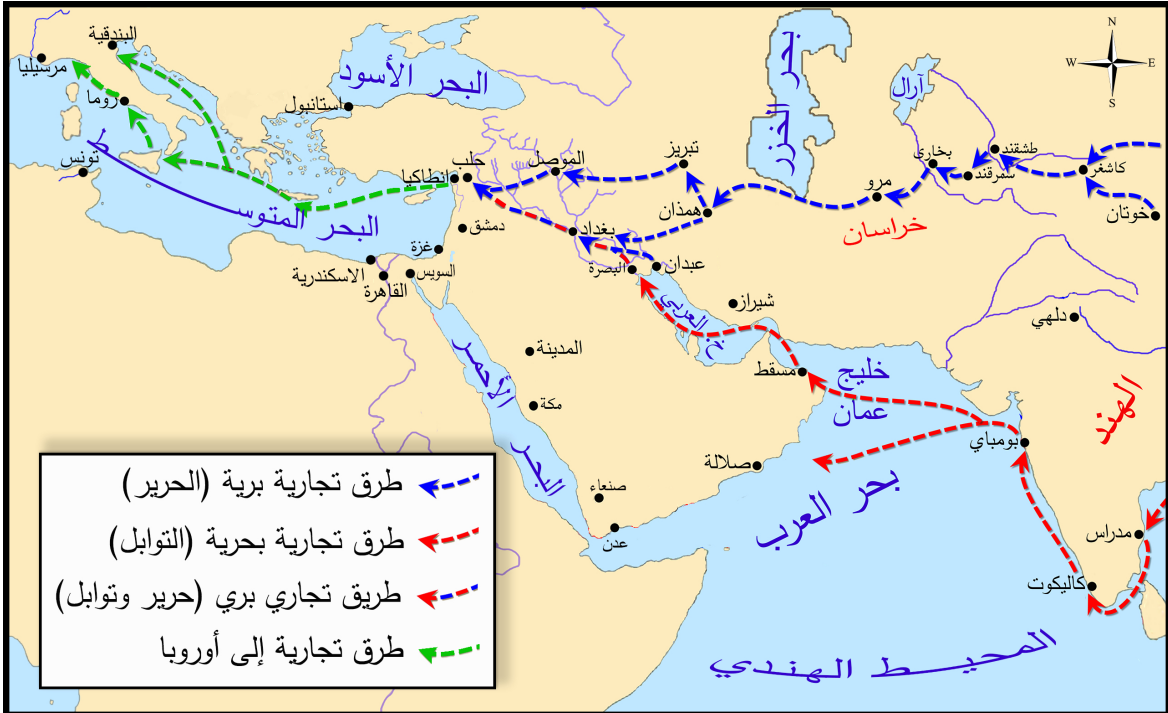 N
W
E
S
البندقية
مرسيليا
روما
تونس
استانبول
البحر الأسود
بحر الخزر
آرال
طشقند
بخارى
سمرقند
كاشغر
خوتان
مرو
خراسان
تبريز
الموصل
حلب
انطاكيا
همذان
بغداد
دمشق
البحر المتوسط
غزة
الاسكندرية
القاهرة
السويس
البصرة
عبدان
شيراز
خ. العربي
دلهي
المدينة
مكة
البحر الأحمر
مسقط
خليج
عمان
الهند
بومباي
صلالة
صنعاء
عدن
بحر العرب
مدراس
كاليكوت
المحيط الهندي
طرق تجارية برية (الحرير)
طرق تجارية بحرية (التوابل)
طريق تجاري بري (حرير وتوابل)
طرق تجارية إلى أوروبا